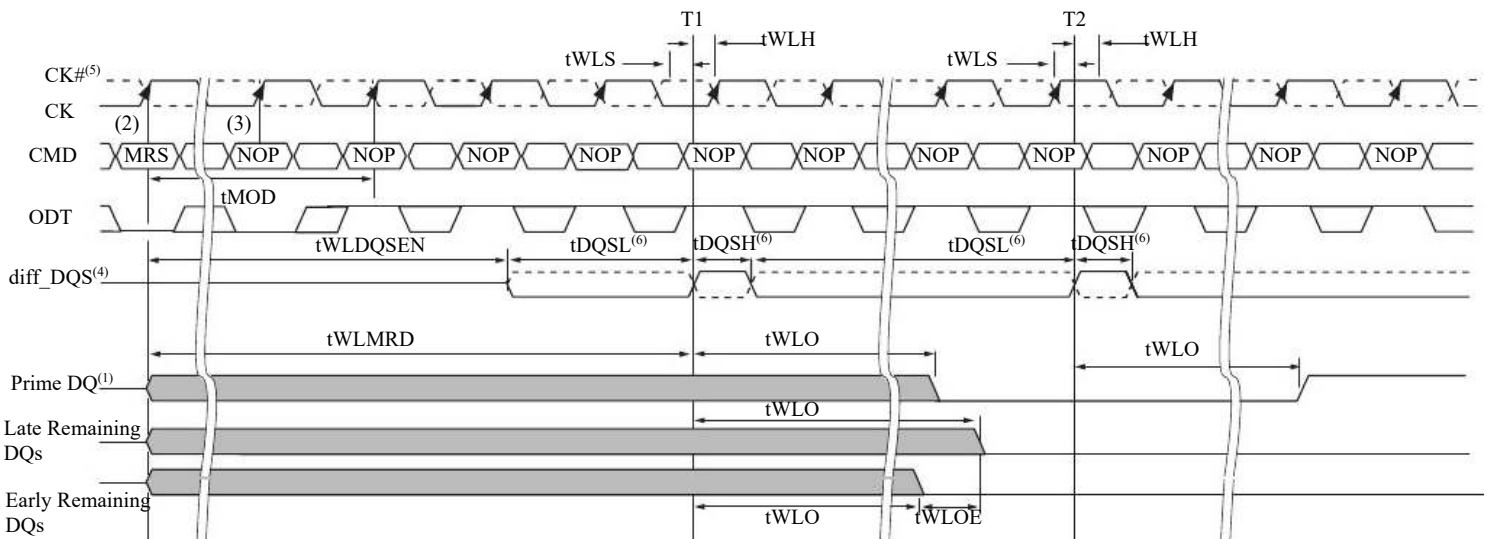 T1 T2
tWLH tWLH
tWLS tWLS
CK#(5)
CK
(2) (3)
CMD MRS NOP NOP NOP NOP NOP NOP NOP NOP NOP NOP NOP
tMOD
ODT
tWLDQSEN tDQSL(6) tDQSH(6) tDQSL(6) tDQSH(6)
diff_DQS(4)
tWLMRD tWLO
tWLO
Prime DQ(1)
tWLO
Late Remaining
DQs
Early Remaining
DQs
tWLO tWLOE